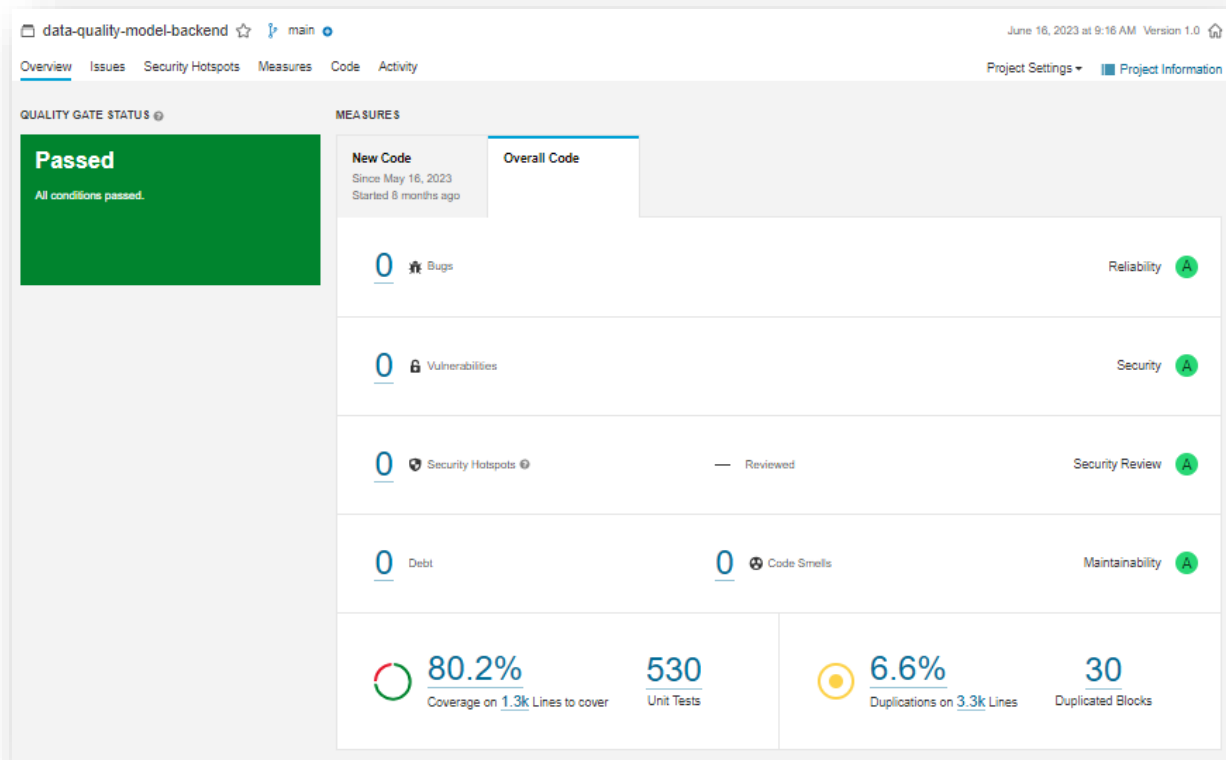 data-quality-model-backend main June 16, 2023 at 9:16 AM Version 1.0
Overview Issues Security Hotspots Measures Code Activity Project Settings Project Information
QUALITY GATE STATUS MEASURES
Passed
All conditions passed.
New Code
Since May 16, 2023
Started 8 months ago
Overall Code
0 Bugs Reliability A
0 Vulnerabilities Security A
0 Security Hotspots — Reviewed Security Review A
0 Debt 0 Code Smells Maintainability A
80.2%
Coverage on 1.3k Lines to cover
530
Unit Tests
6.6%
Duplications on 3.3k Lines
30
Duplicated Blocks